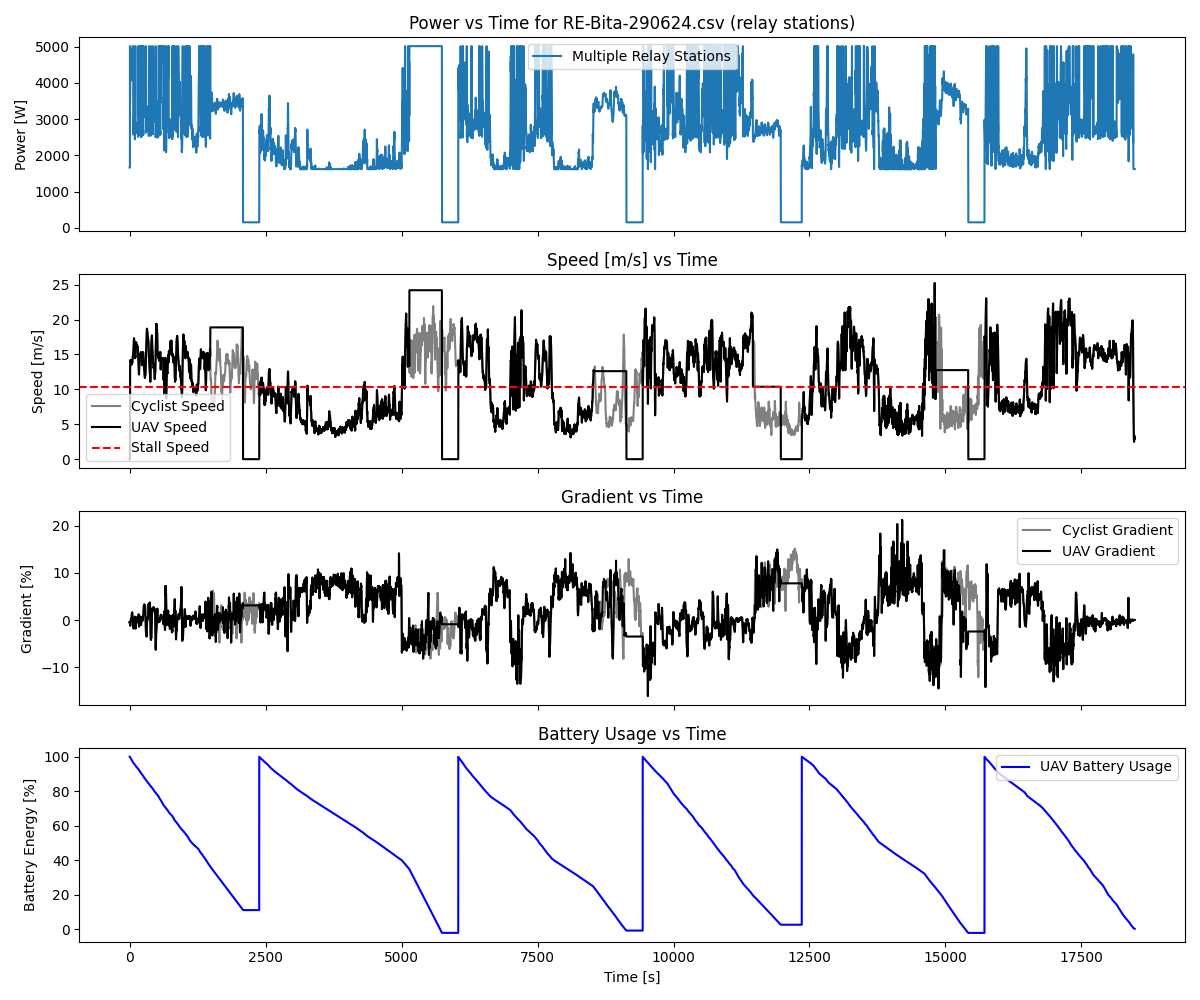 Power vs Time for RE-Bita-290624.csv (relay stations)
5000
4000
3000
2000
1000
0
Power [W]
Multiple Relay Stations
Speed [m/s] vs Time
25
20
15
10
5
0
Speed [m/s]
Cyclist Speed
UAV Speed
Stall Speed
Gradient vs Time
20
10
0
−10
Gradient [%]
Cyclist Gradient
UAV Gradient
Battery Usage vs Time
100
80
60
40
20
0
Battery Energy [%]
UAV Battery Usage
0 2500 5000 7500 10000 12500 15000 17500
Time [s]